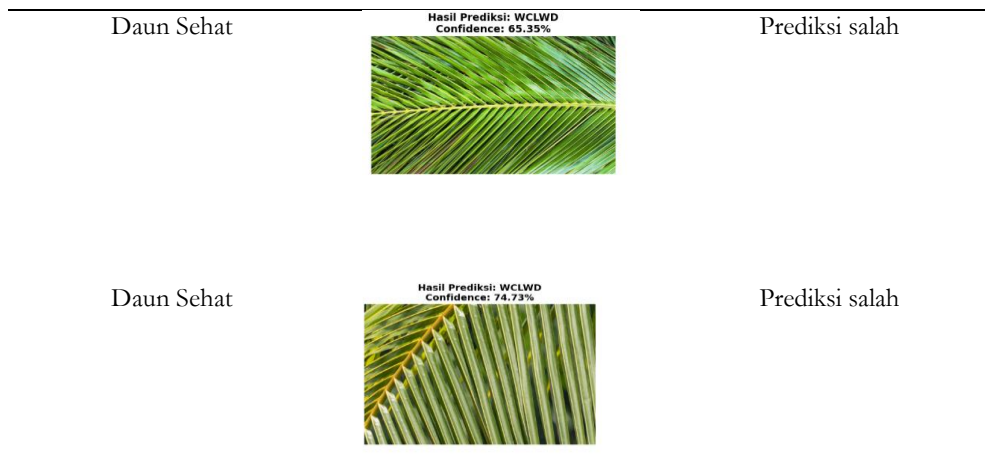 Daun Sehat
Hasil Prediksi: WCLWD
Confidence: 65.35%
Prediksi salah
Daun Sehat
Hasil Prediksi: WCLWD
Confidence: 74.73%
Prediksi salah